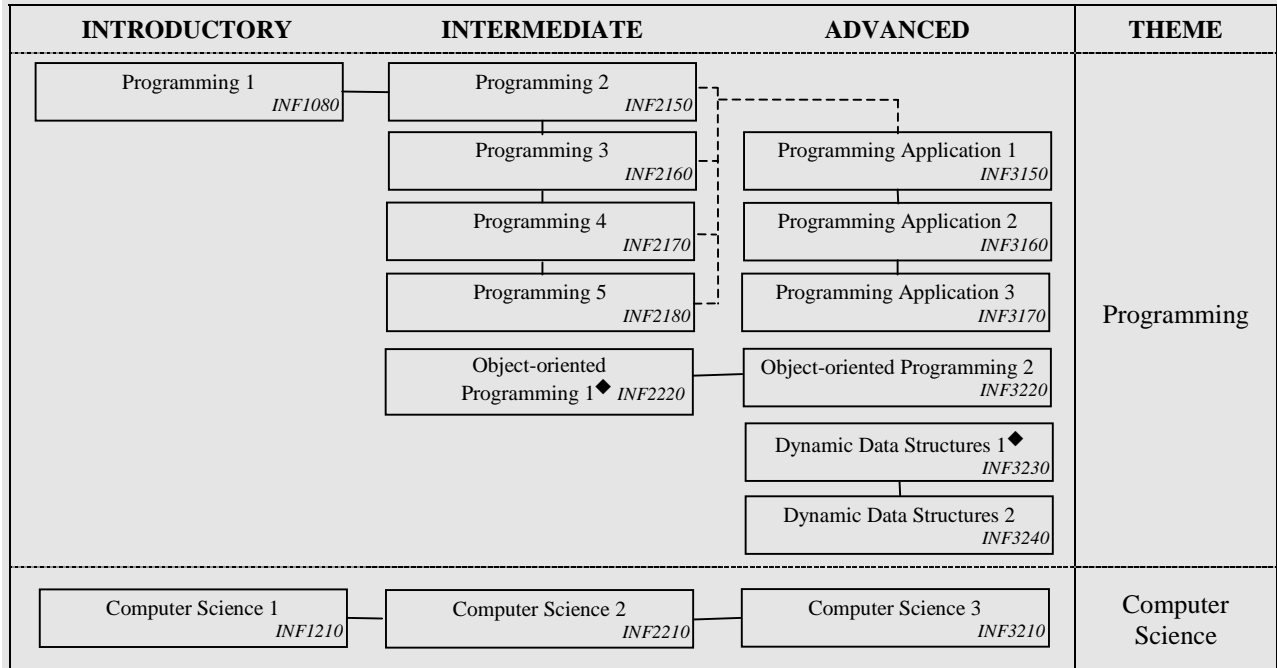 INTRODUCTORY INTERMEDIATE ADVANCED THEME
Programming 1
INF1080
Programming 2
INF2150
Programming 3
INF2160
Programming Application 1
INF3150
Programming 4
INF2170
Programming Application 2
INF3160
Programming 5
INF2180
Programming Application 3
INF3170
Programming
Object-oriented
Programming 1◆ INF2220
Object-oriented Programming 2
INF3220
Dynamic Data Structures 1◆
INF3230
Dynamic Data Structures 2
INF3240
Computer Science 1
INF1210
Computer Science 2
INF2210
Computer Science 3
INF3210
Computer
Science